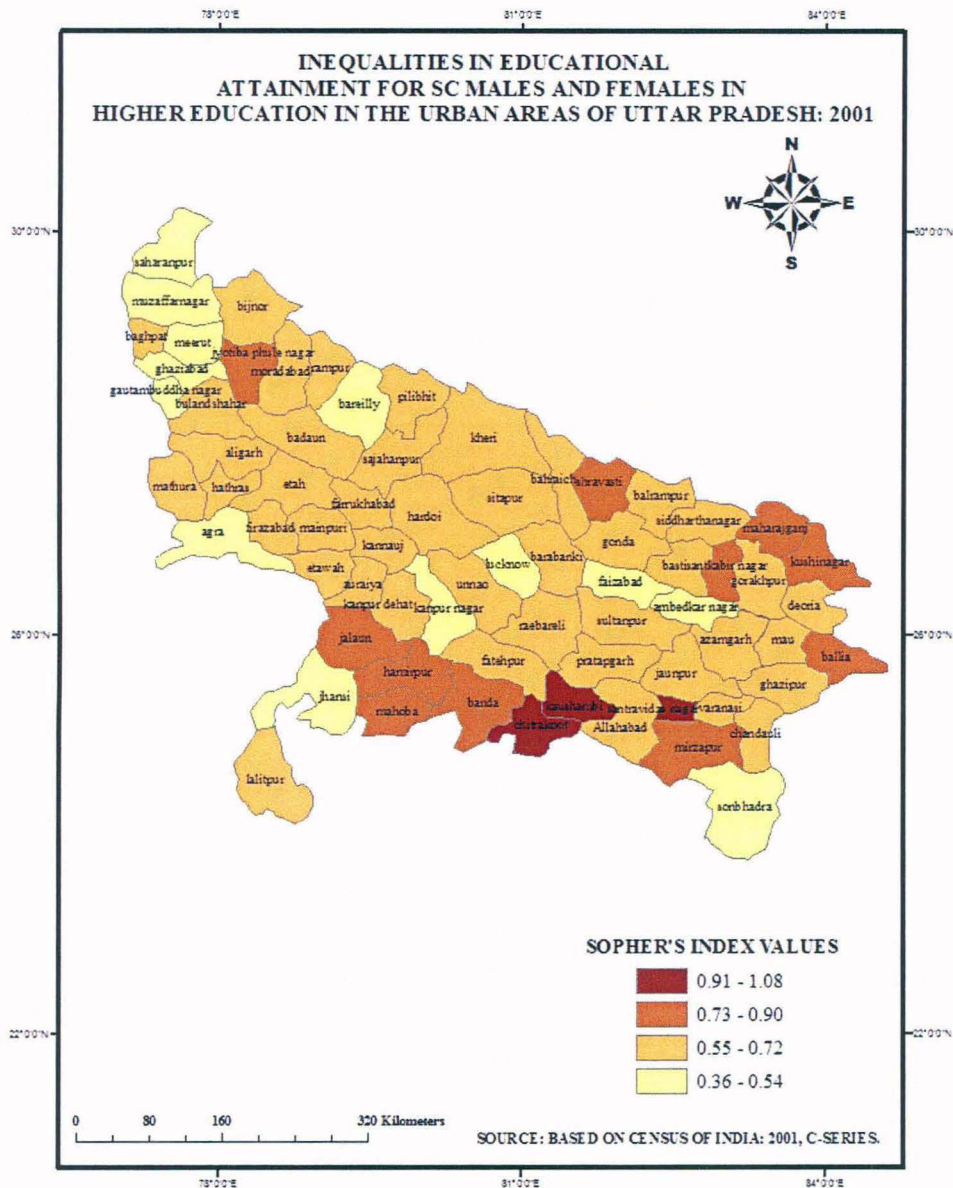 78°0'0"E 81°0'0"E 84°0'0"E
INEQUALITIES IN EDUCATIONAL
ATTAINMENT FOR SC MALES AND FEMALES IN
HIGHER EDUCATION IN THE URBAN AREAS OF UTTAR PRADESH: 2001
N
W E
S
30°0'0"N 30°0'0"N
saharanpur
muzaffarnagar
bijnor
baghpat
meerut
jyotiba phule nagar
ghaziabad
moradabad
rampur
gautambuddha nagar
bulandshahar
bareilly
pilibhit
badaun
kheri
aligarh
sajahanpur
mathura
hathras
etah
farrukhabad
hardoi
sitapur
bahraich
shravasti
balrampur
siddharthanagar
maharajganj
agra
firazabad
mainpuri
kannauj
gonda
kushinagar
lucknow
barabanki
basti
santkabir nagar
gorakhpur
etawah
auraiya
unnao
faizabad
kanpur dehat
kanpur nagar
ambedkar nagar
deoria
raebareli
sultanpur
26°0'0"N 26°0'0"N
jalaun
azamgarh
mau
ballia
hamirpur
fatehpur
pratapgarh
jaunpur
ghazipur
jhansi
mahoba
banda
kaushambi
santravidas nagar
varanasi
chitrakoot
Allahabad
chandauli
mirzapur
lalitpur
sonbhadra
SOPHER'S INDEX VALUES
0.91 - 1.08
0.73 - 0.90
0.55 - 0.72
0.36 - 0.54
22°0'0"N 22°0'0"N
0 80 160 320 Kilometers
SOURCE: BASED ON CENSUS OF INDIA: 2001, C-SERIES.
78°0'0"E 81°0'0"E 84°0'0"E